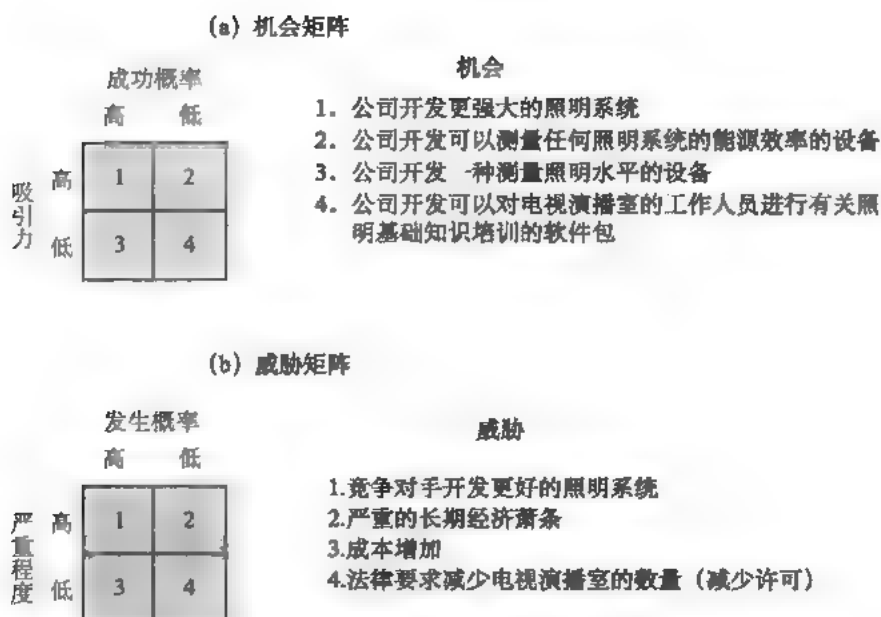 (a) 机会矩阵
机会
成功概率
高 低
1. 公司开发更强大的照明系统
2. 公司开发可以测量任何照明系统的能源效率的设备
3. 公司开发 一种测量照明水平的设备
4. 公司开发可以对电视演播室的工作人员进行有关照
明基础知识培训的软件包
吸引力
高 1 2
低 3 4
(b) 威胁矩阵
威胁
发生概率
高 低
1.竞争对手开发更好的照明系统
2.严重的长期经济萧条
3.成本增加
4.法律要求减少电视演播室的数量（减少许可）
严重程度
高 1 2
低 3 4